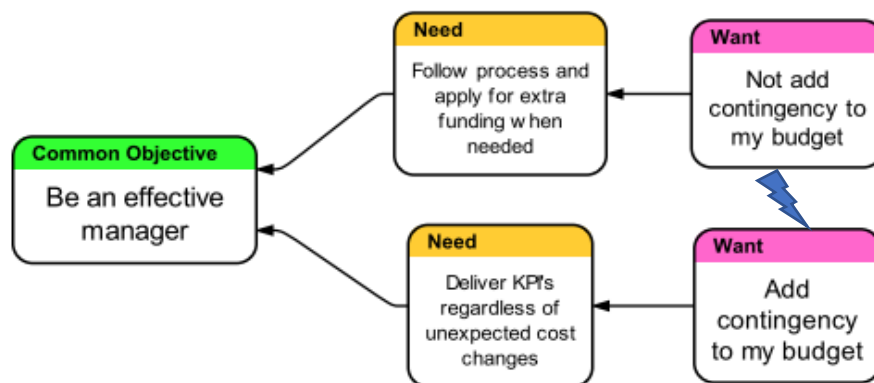 Need
Follow process and
apply for extra
funding when
needed
Want
Not add
contingency to
my budget
Common Objective
Be an effective
manager
Need
Deliver KPI's
regardless of
unexpected cost
changes
Want
Add
contingency
to my budget